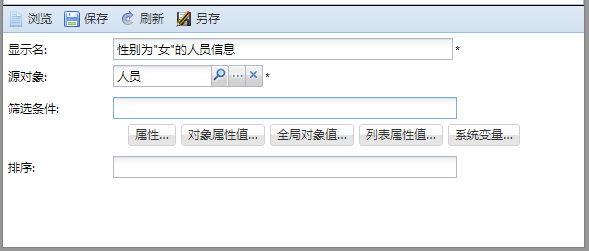 浏览 保存 刷新 另存
显示名: 性别为"女"的人员信息 *
源对象: 人员 ... *
筛选条件:
属性... 对象属性值... 全局对象值... 列表属性值... 系统变量...
排序: